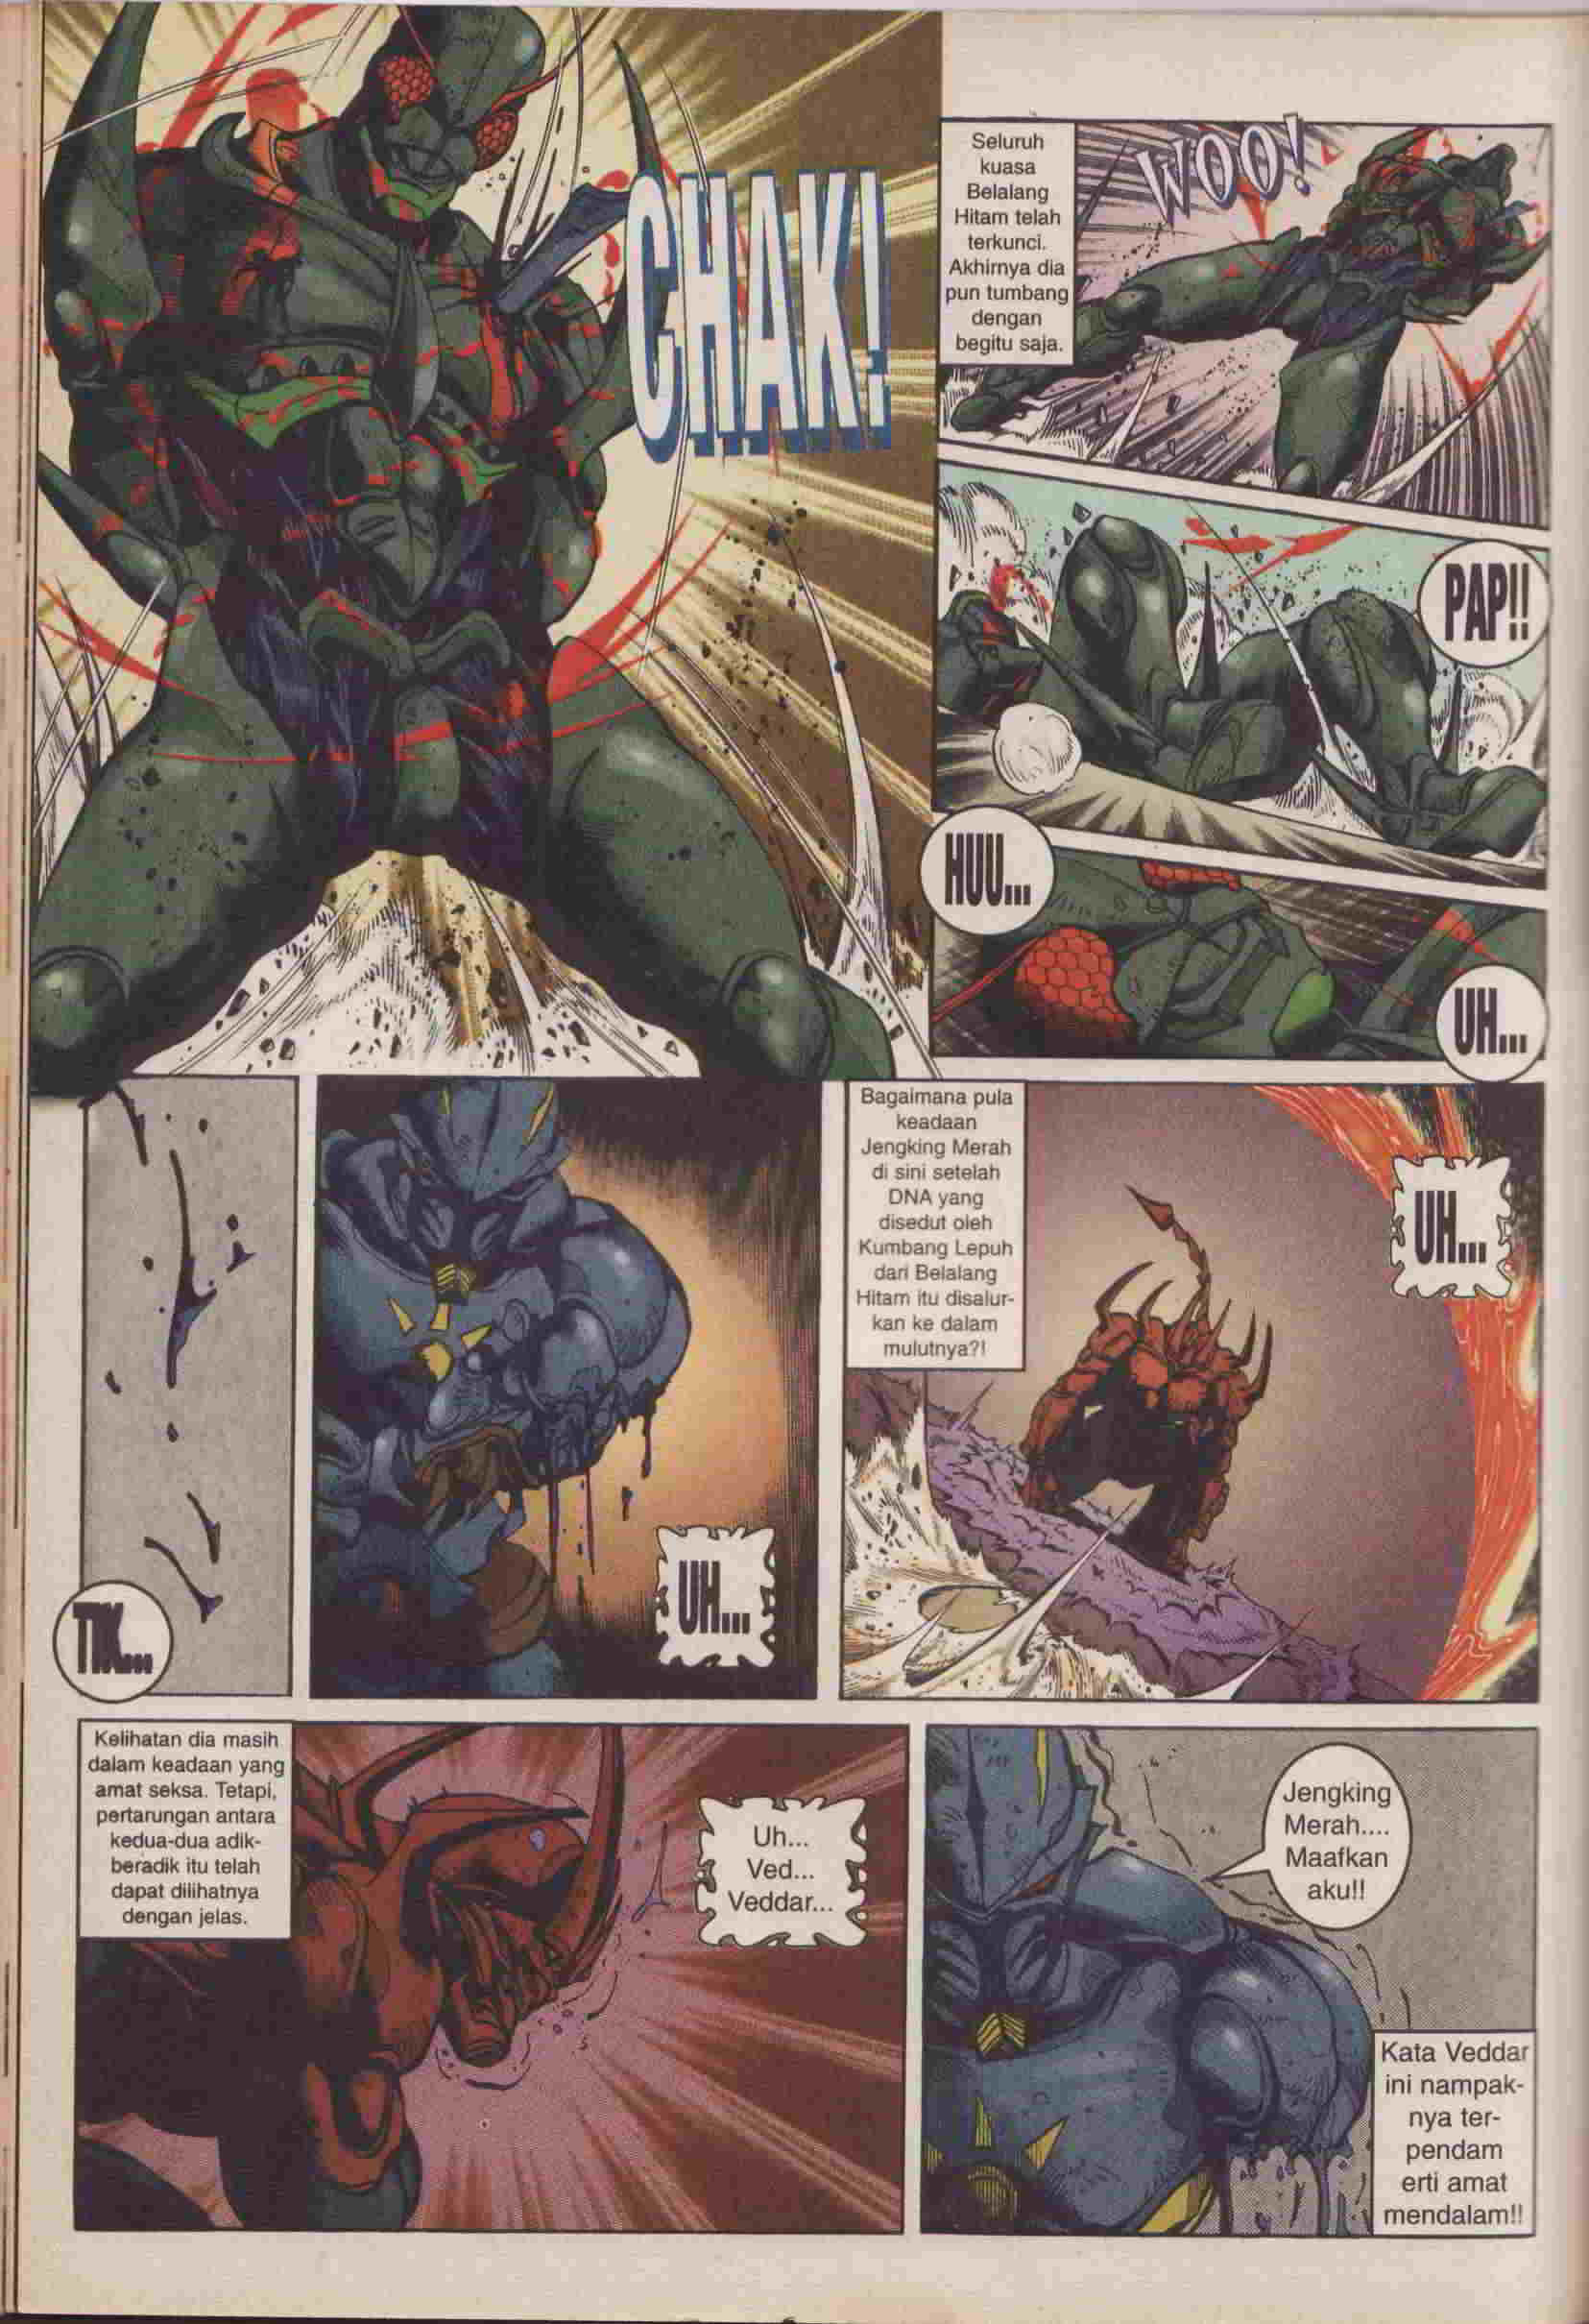 CHAK!
Seluruh
kuasa
Belalang
Hitam telah
terkunci.
Akhirnya dia
pun tumbang
dengan
begitu saja.
WOO!
PAP!!
HUU...
UH...
TIK...
UH...
Bagaimana pula
keadaan
Jengking Merah
di sini setelah
DNA yang
disedut oleh
Kumbang Lepuh
dari Belalang
Hitam itu disalur-
kan ke dalam
mulutnya?!
UH...
Kelihatan dia masih
dalam keadaan yang
amat seksa. Tetapi,
pertarungan antara
kedua-dua adik-
beradik itu telah
dapat dilihatnya
dengan jelas.
Uh...
Ved...
Veddar...
Jengking
Merah....
Maafkan
aku!!
Kata Veddar
ini nampak-
nya ter-
pendam
erti amat
mendalam!!